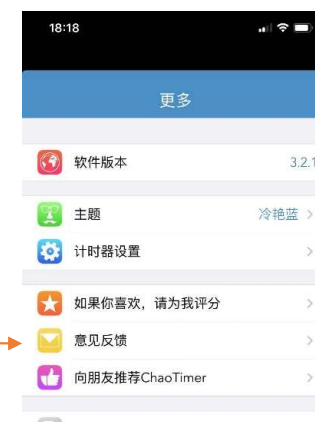 18:18
更多
软件版本 3.2.1
主题 冷艳蓝
计时器设置
如果你喜欢，请为我评分
意见反馈
向朋友推荐ChaoTimer